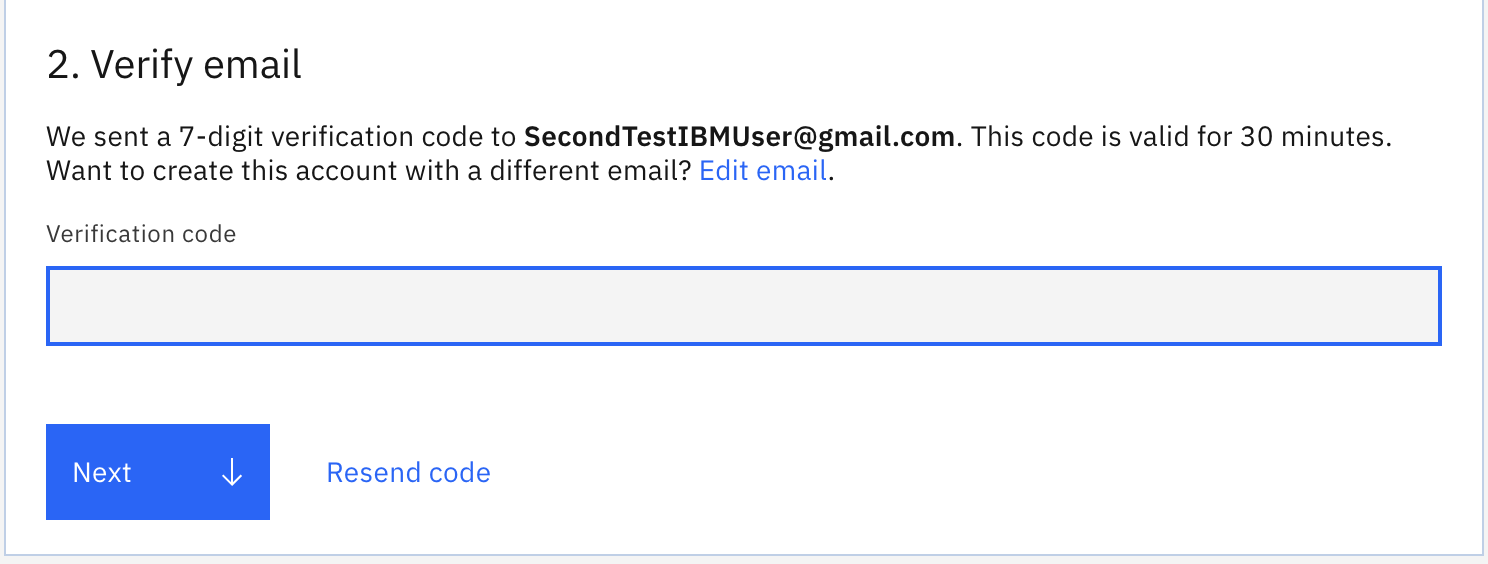 2. Verify email
We sent a 7-digit verification code to SecondTestIBMUser@gmail.com. This code is valid for 30 minutes.
Want to create this account with a different email? Edit email.
Verification code
Next
Resend code